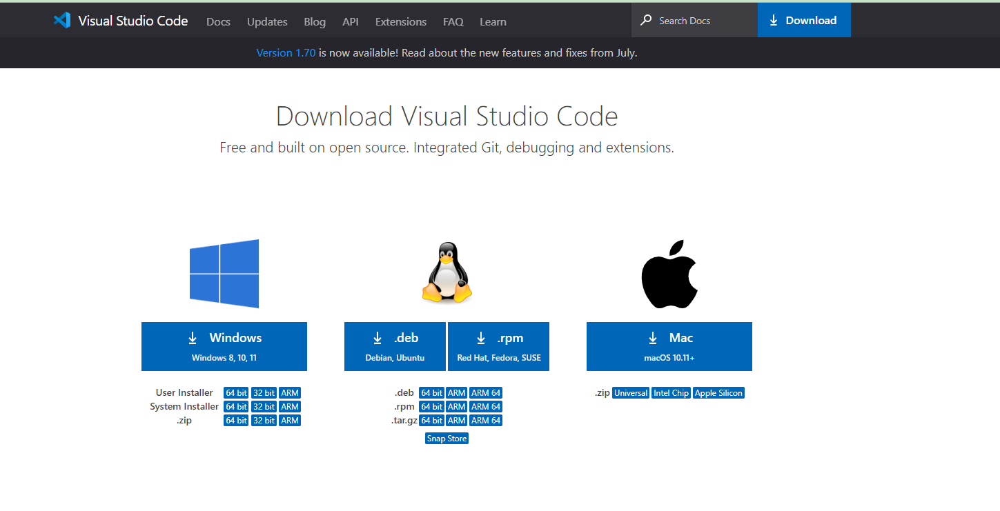 Visual Studio Code Docs Updates Blog API Extensions FAQ Learn Search Docs Download
Version 1.70 is now available! Read about the new features and fixes from July.
Download Visual Studio Code
Free and built on open source. Integrated Git, debugging and extensions.
Windows
Windows 8, 10, 11
User Installer 64 bit 32 bit ARM
System Installer 64 bit 32 bit ARM
.zip 64 bit 32 bit ARM
.deb
Debian, Ubuntu
.rpm
Red Hat, Fedora, SUSE
.deb 64 bit ARM ARM 64
.rpm 64 bit ARM ARM 64
.tar.gz 64 bit ARM ARM 64
Snap Store
Mac
macOS 10.11+
.zip Universal Intel Chip Apple Silicon